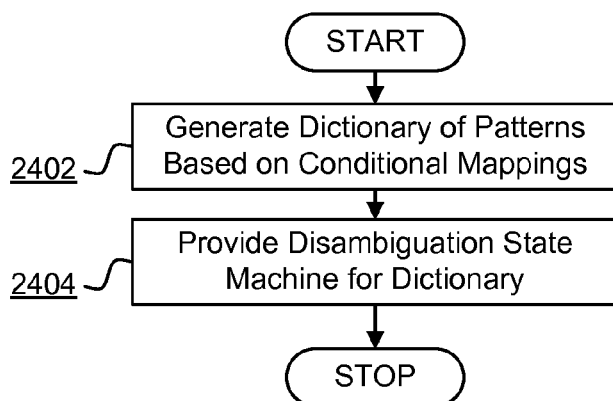 START
Generate Dictionary of Patterns
2402
Based on Conditional Mappings
Provide Disambiguation State
2404
Machine for Dictionary
STOP